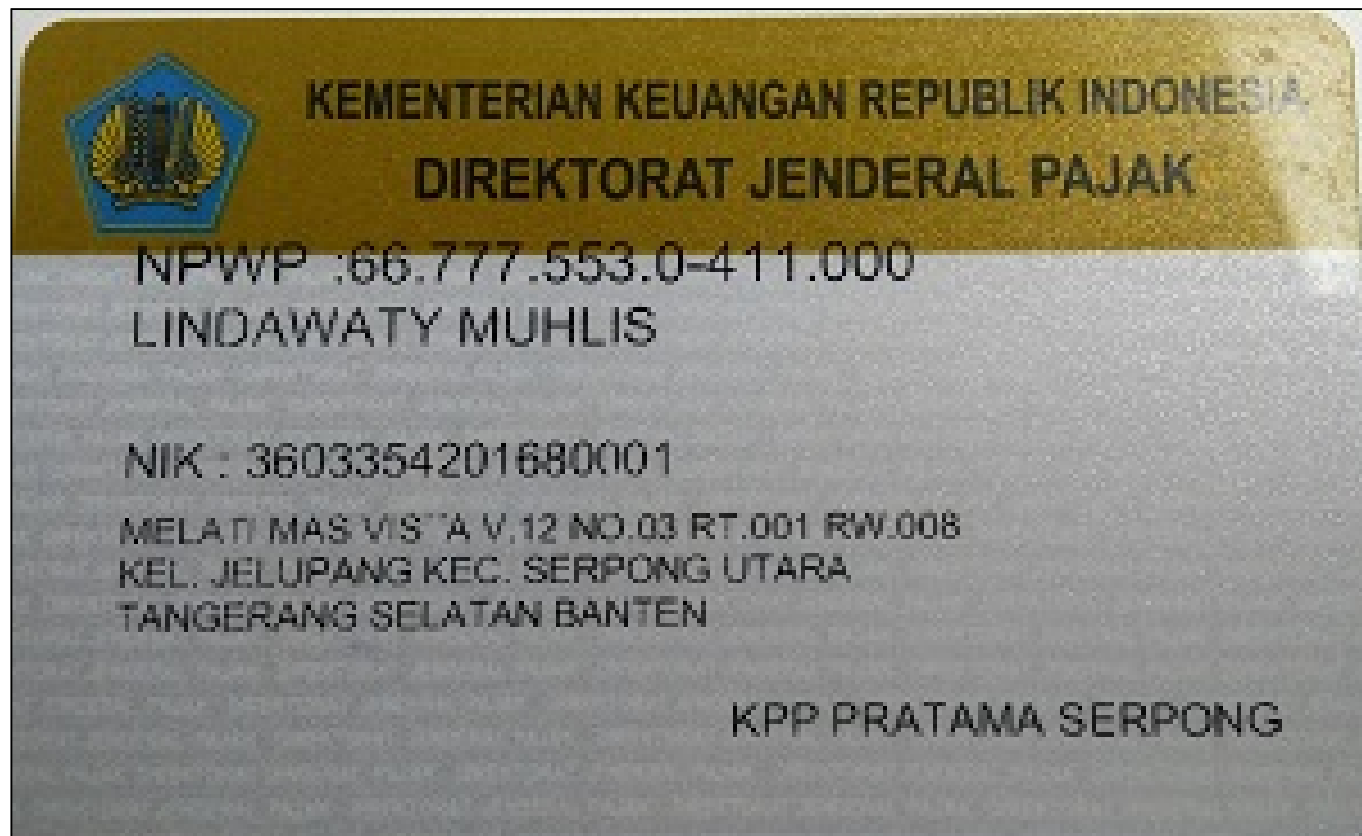 KEMENTERIAN KEUANGAN REPUBLIK INDONESIA
DIREKTORAT JENDERAL PAJAK
NPWP :66.777.553.0-411.000
LINDAWATY MUHLIS
NIK : 3603354201680001
MELATI MAS VISTA V.12 NO.03 RT.001 RW.008
KEL. JELUPANG KEC. SERPONG UTARA
TANGERANG SELATAN BANTEN
KPP PRATAMA SERPONG